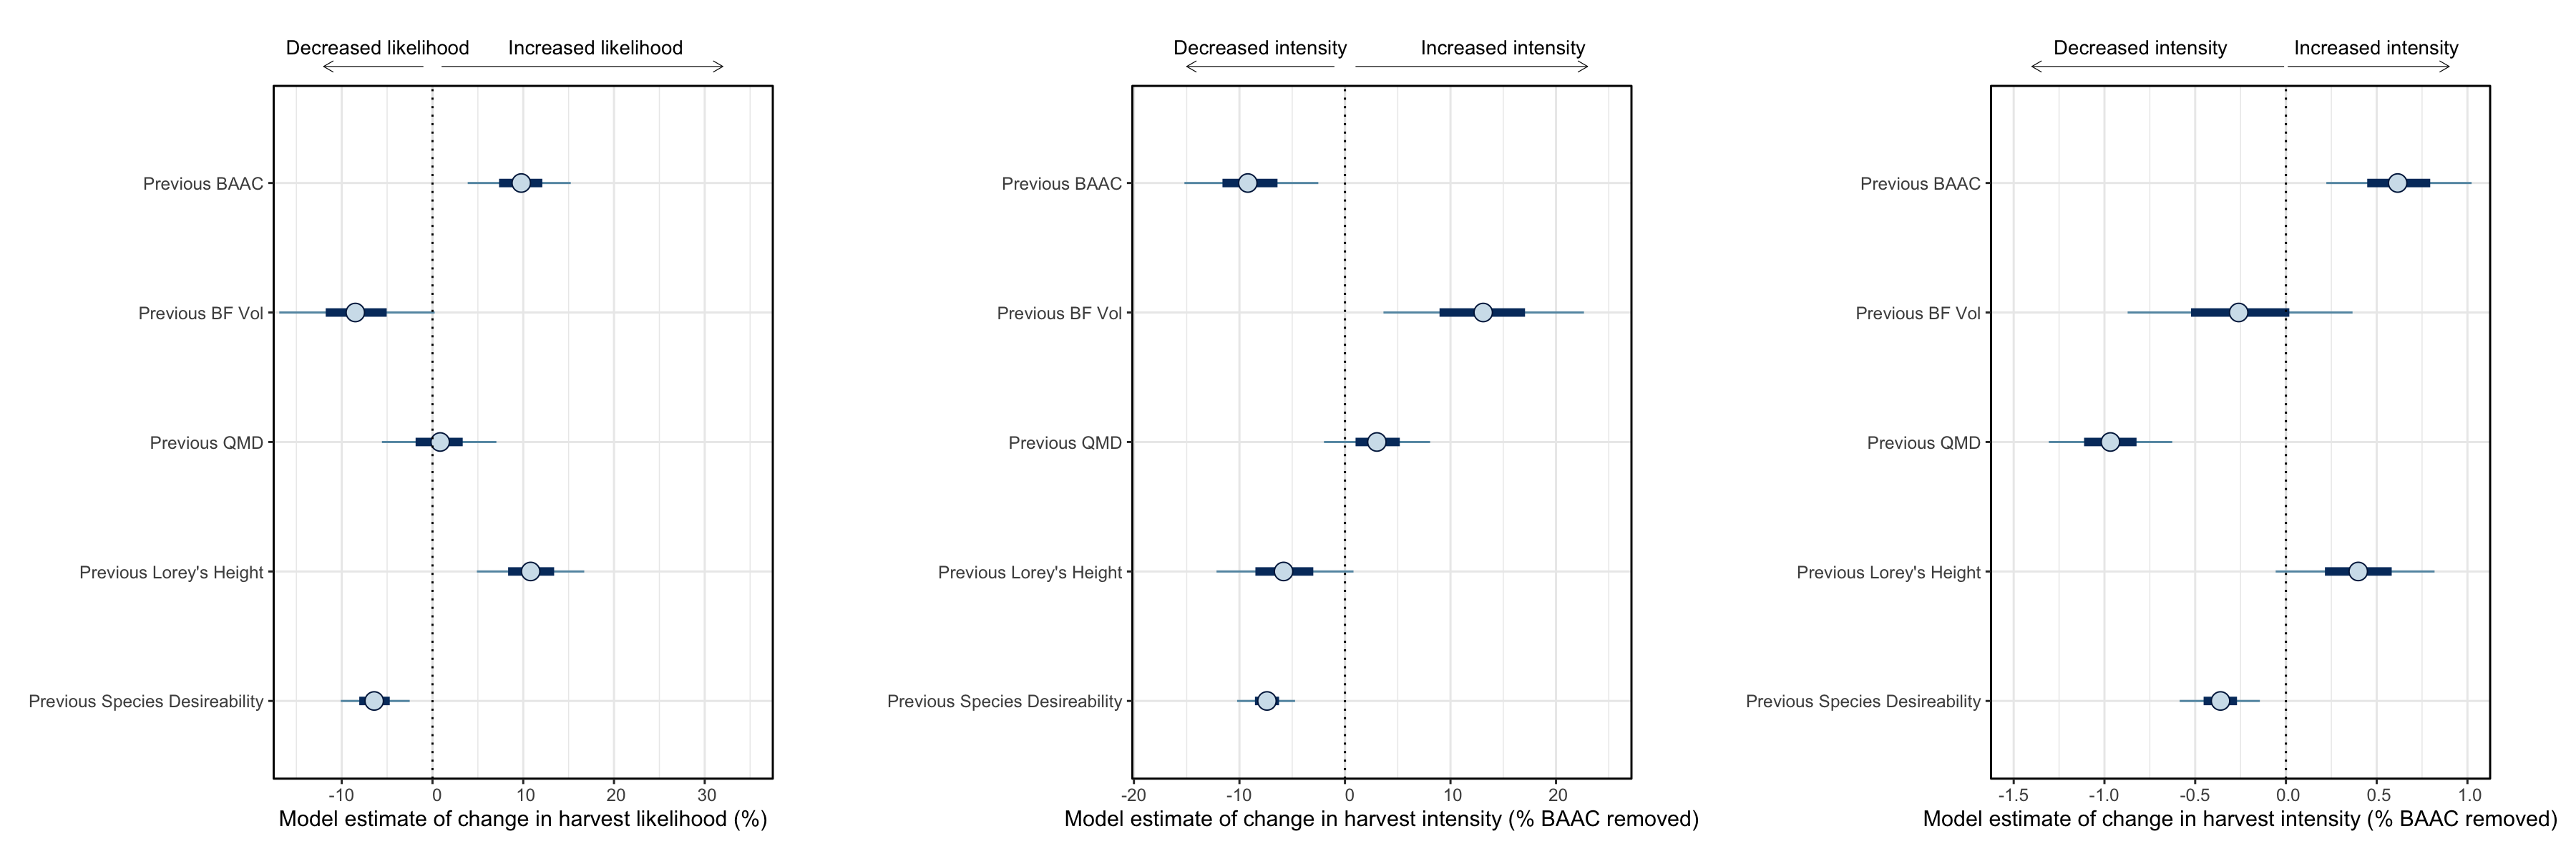 Decreased likelihood Increased likelihood
Previous BAAC
Previous BF Vol
Previous QMD
Previous Lorey's Height
Previous Species Desireability
-10 0 10 20 30
Model estimate of change in harvest likelihood (%)
Decreased intensity Increased intensity
Previous BAAC
Previous BF Vol
Previous QMD
Previous Lorey's Height
Previous Species Desireability
-20 -10 0 10 20
Model estimate of change in harvest intensity (% BAAC removed)
Decreased intensity Increased intensity
Previous BAAC
Previous BF Vol
Previous QMD
Previous Lorey's Height
Previous Species Desireability
-1.5 -1.0 -0.5 0.0 0.5 1.0
Model estimate of change in harvest intensity (% BAAC removed)